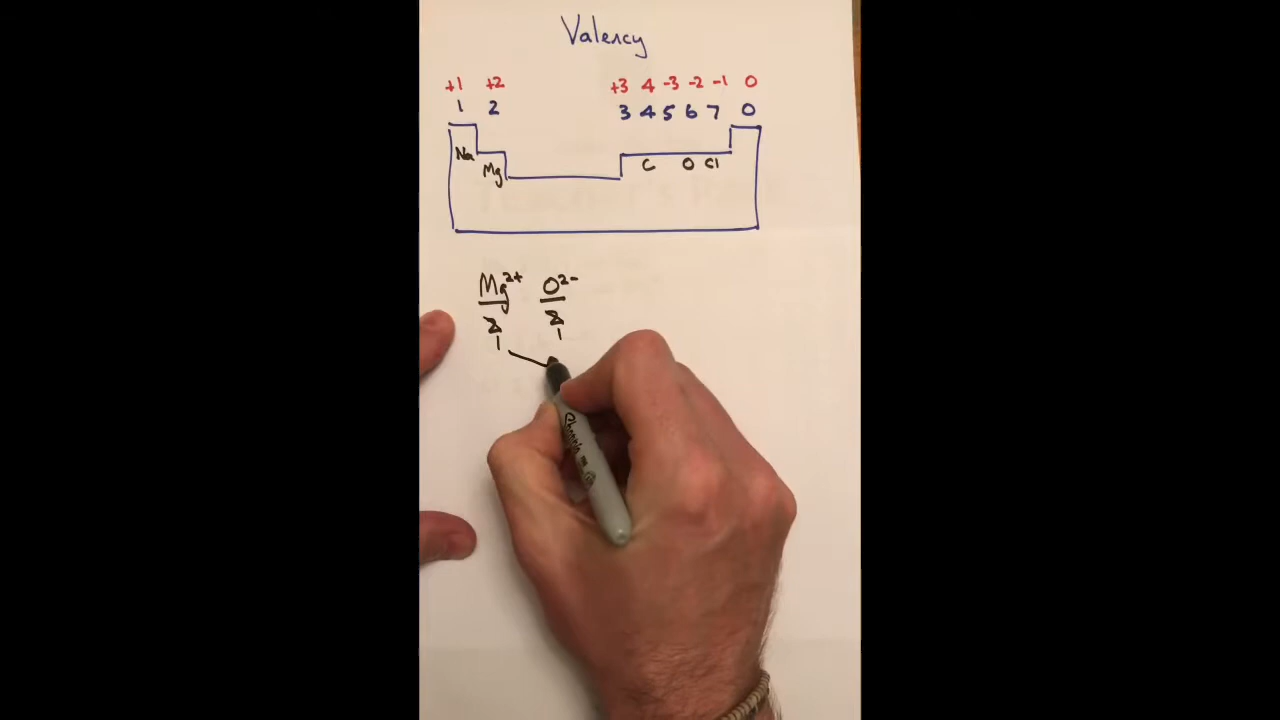 Valency
+1 +2 +3 4 -3 -2 -1 0
1 2 3 4 5 6 7 0
Na Mg C O Cl
Mg²⁺ O²⁻
2 2
1 1
Sharpie